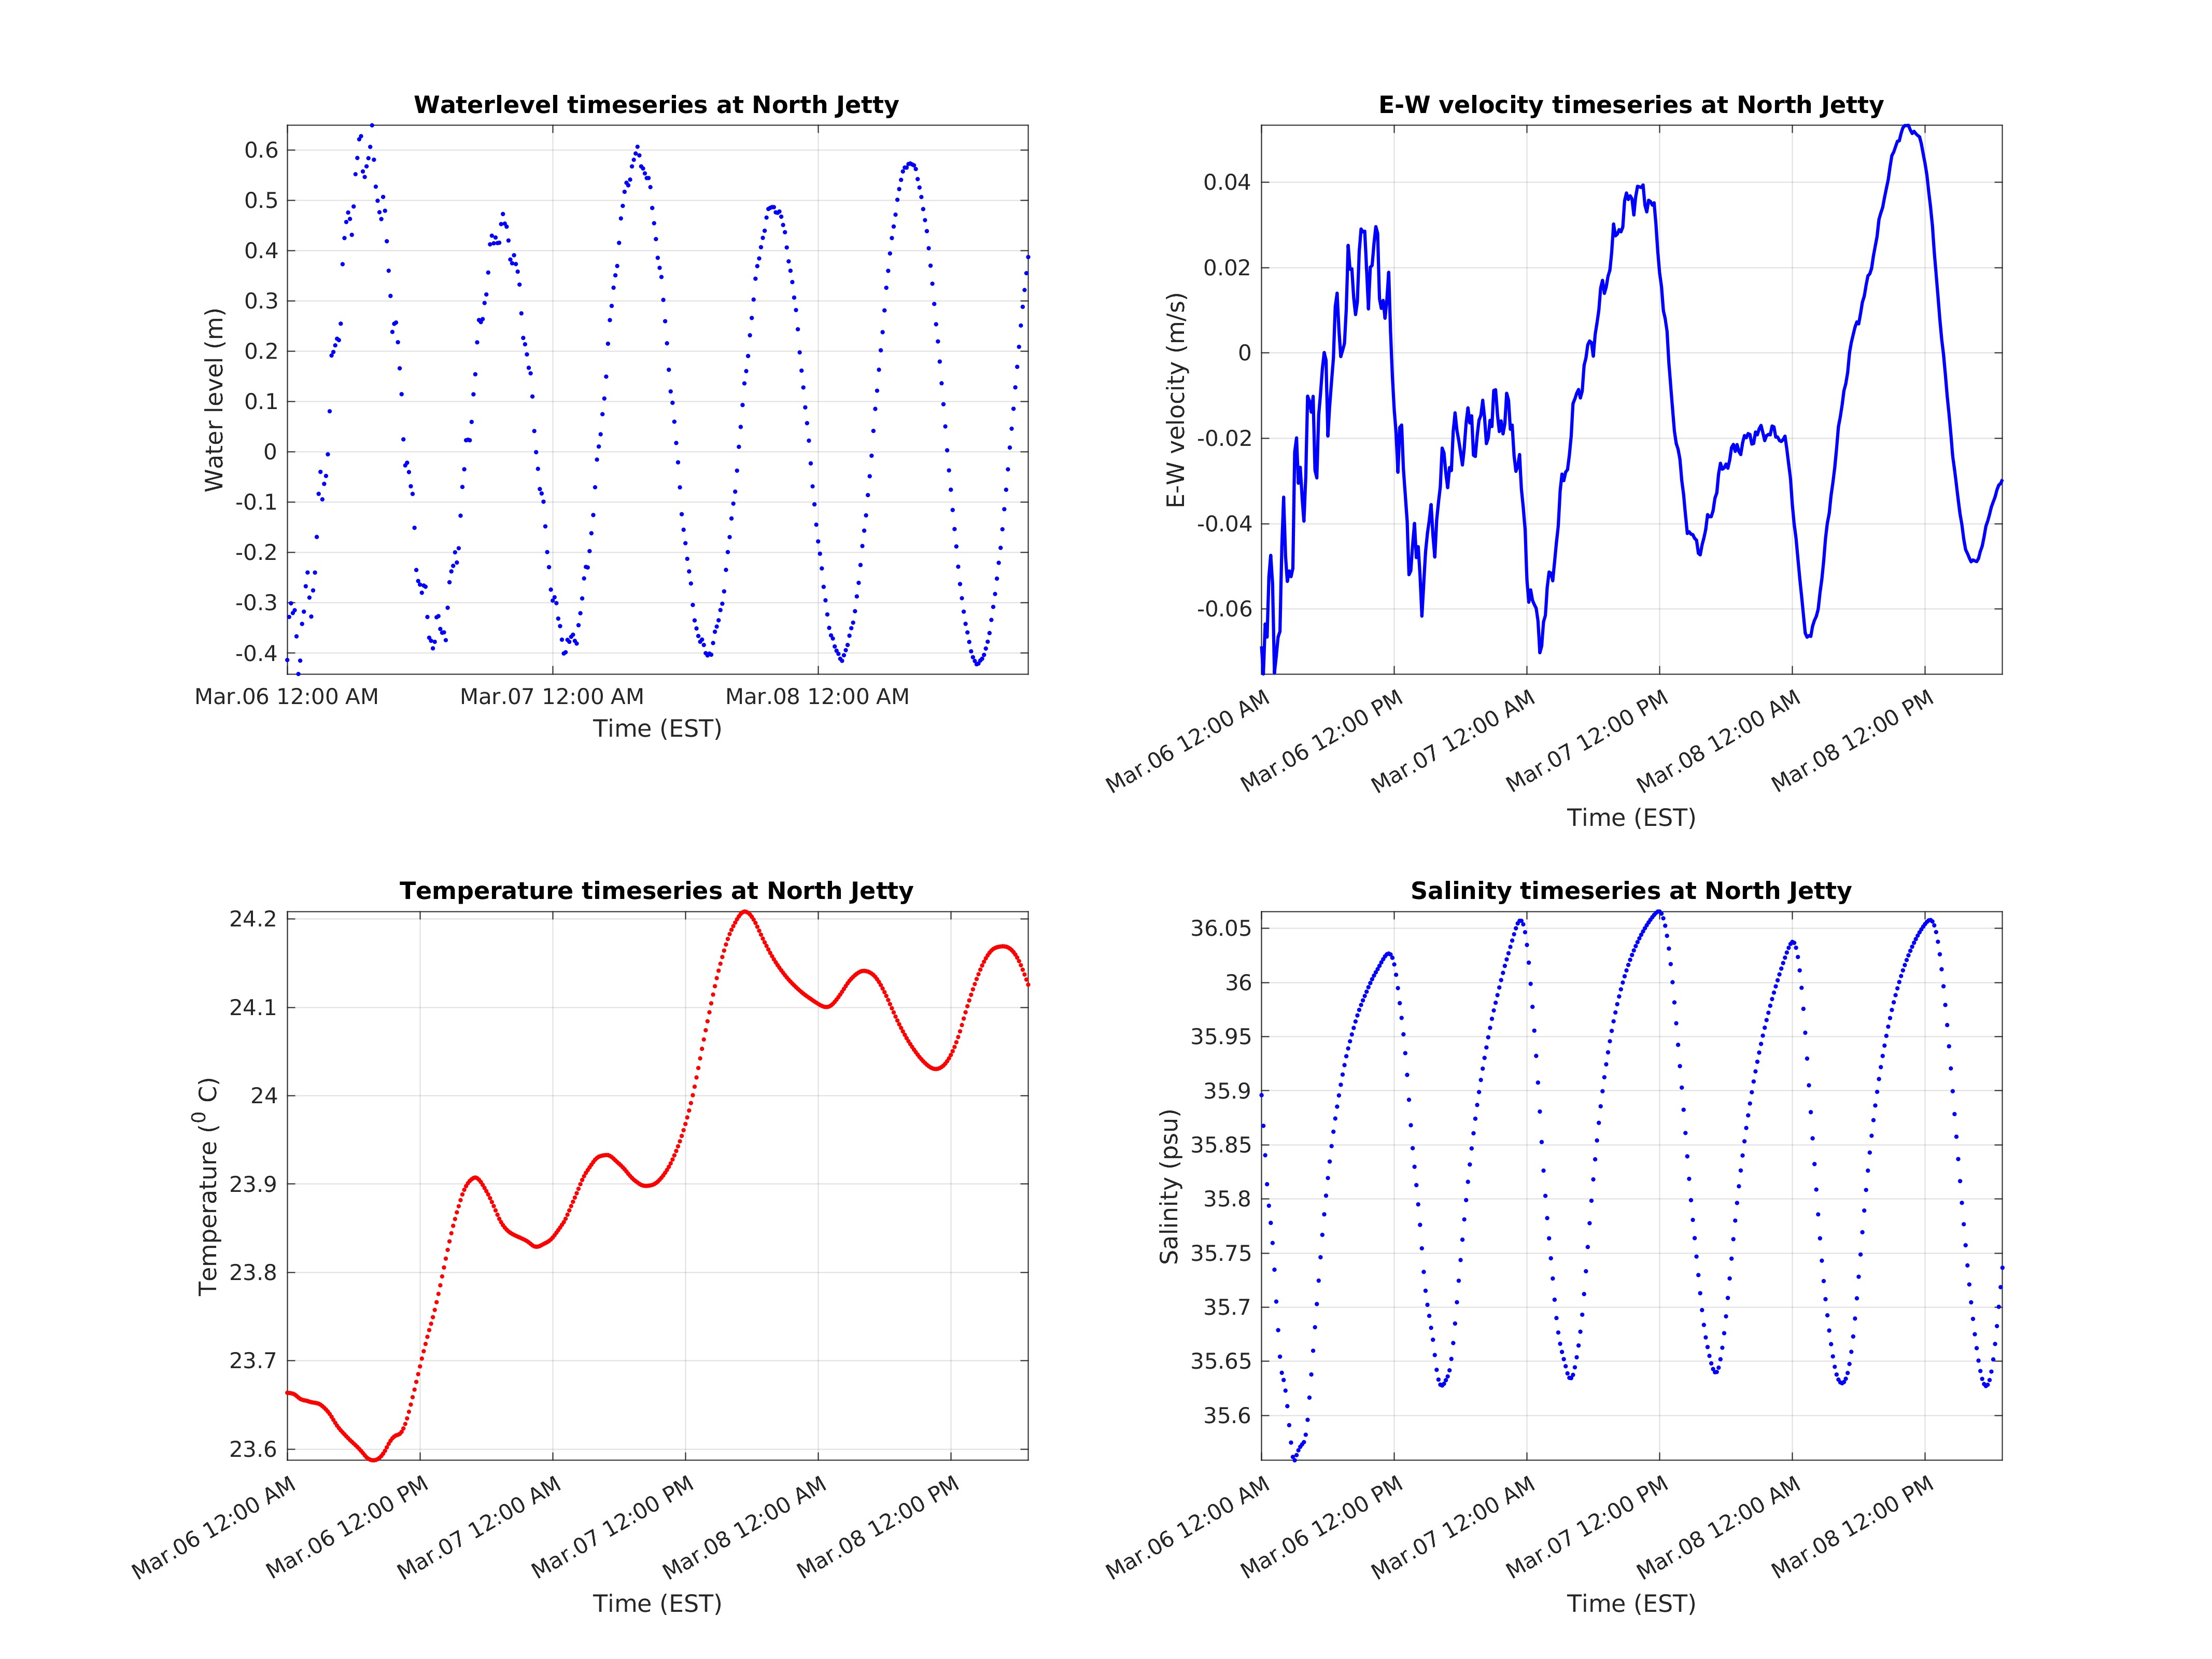 Waterlevel timeseries at North Jetty
0.6
0.5
0.4
0.3
0.2
0.1
0
-0.1
-0.2
-0.3
-0.4
Water level (m)
Mar.06 12:00 AM
Mar.07 12:00 AM
Mar.08 12:00 AM
Time (EST)
E-W velocity timeseries at North Jetty
0.04
0.02
0
-0.02
-0.04
-0.06
E-W velocity (m/s)
Mar.06 12:00 AM
Mar.06 12:00 PM
Mar.07 12:00 AM
Mar.07 12:00 PM
Mar.08 12:00 AM
Mar.08 12:00 PM
Time (EST)
Temperature timeseries at North Jetty
24.2
24.1
24
23.9
23.8
23.7
23.6
Temperature (⁰ C)
Mar.06 12:00 AM
Mar.06 12:00 PM
Mar.07 12:00 AM
Mar.07 12:00 PM
Mar.08 12:00 AM
Mar.08 12:00 PM
Time (EST)
Salinity timeseries at North Jetty
36.05
36
35.95
35.9
35.85
35.8
35.75
35.7
35.65
35.6
Salinity (psu)
Mar.06 12:00 AM
Mar.06 12:00 PM
Mar.07 12:00 AM
Mar.07 12:00 PM
Mar.08 12:00 AM
Mar.08 12:00 PM
Time (EST)